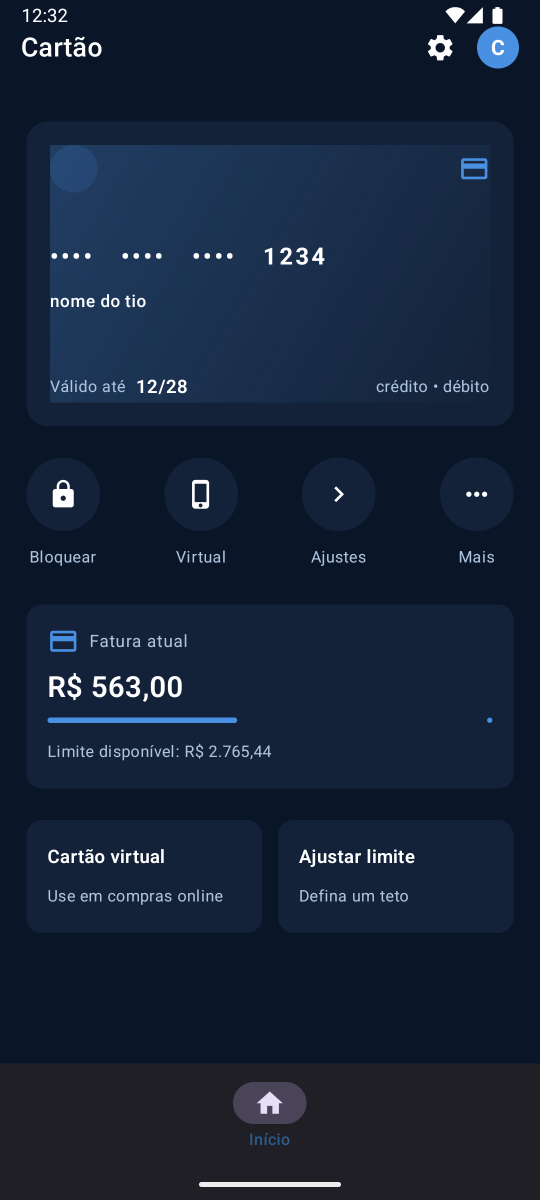 12:32
Cartão
C
•••• •••• •••• 1234
nome do tio
Válido até 12/28
crédito • débito
Bloquear
Virtual
Ajustes
Mais
Fatura atual
R$ 563,00
Limite disponível: R$ 2.765,44
Cartão virtual
Use em compras online
Ajustar limite
Defina um teto
Início